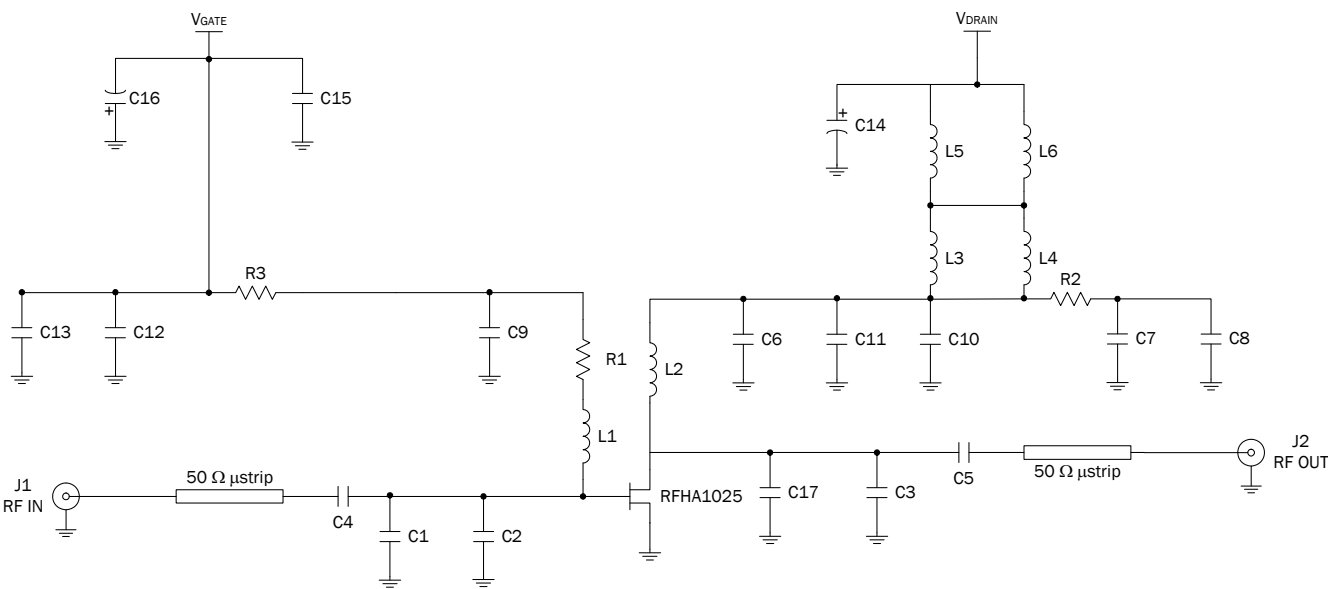 VGATE
VDRAIN
C16
+
C15
+
C14
L5
L6
L3
L4
R3
R2
C13
C12
C9
R1
L2
C6
C11
C10
C7
C8
L1
J1
RF IN
50 Ω μstrip
C4
C1
C2
RFHA1025
C17
C3
C5
50 Ω μstrip
J2
RF OUT